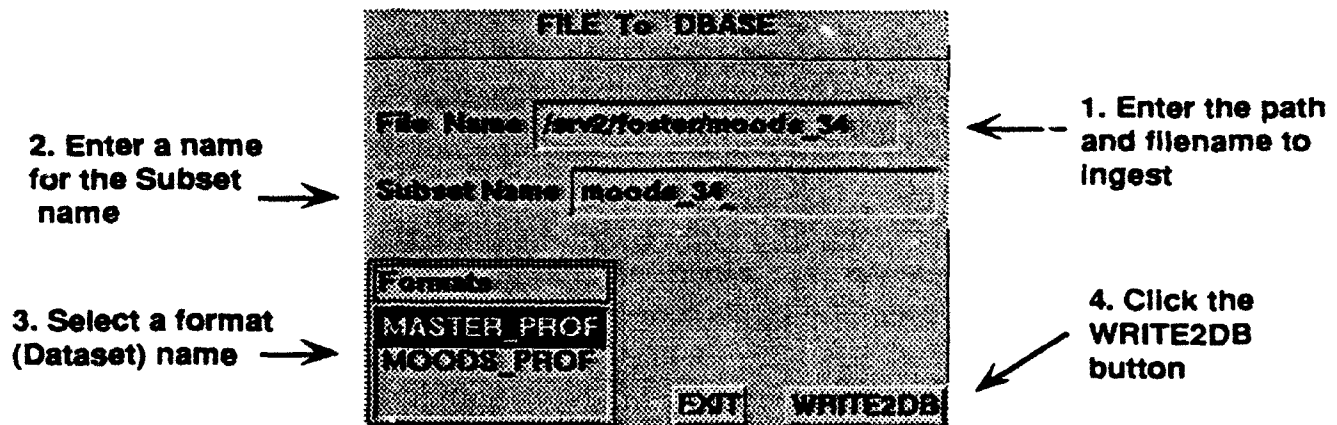 FILE To DBASE
File Name /srv2/foster/moods_34
Subset Name moods_34_
Formats
MASTER_PROF
MOODS_PROF
EXIT WRITE2DB
1. Enter the path
and filename to
ingest
2. Enter a name
for the Subset
name
3. Select a format
(Dataset) name
4. Click the
WRITE2DB
button